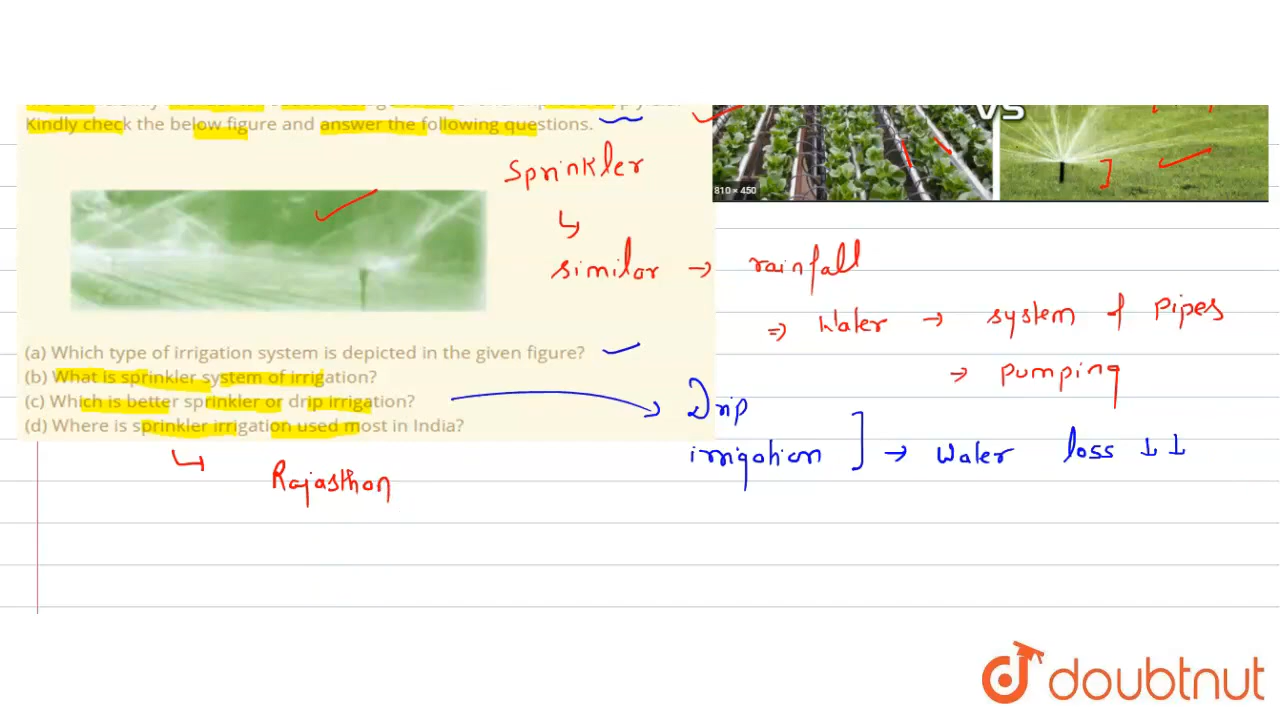 Kindly check the below figure and answer the following questions.
VS
810 × 450
Sprinkler
similar → rainfall
⇒ Water → system of Pipes
→ pumping
(a) Which type of irrigation system is depicted in the given figure?
(b) What is sprinkler system of irrigation?
(c) Which is better sprinkler or drip irrigation?
(d) Where is sprinkler irrigation used most in India?
Drip
irrigation ] → Water loss ↓↓
Rajasthan
doubtnut